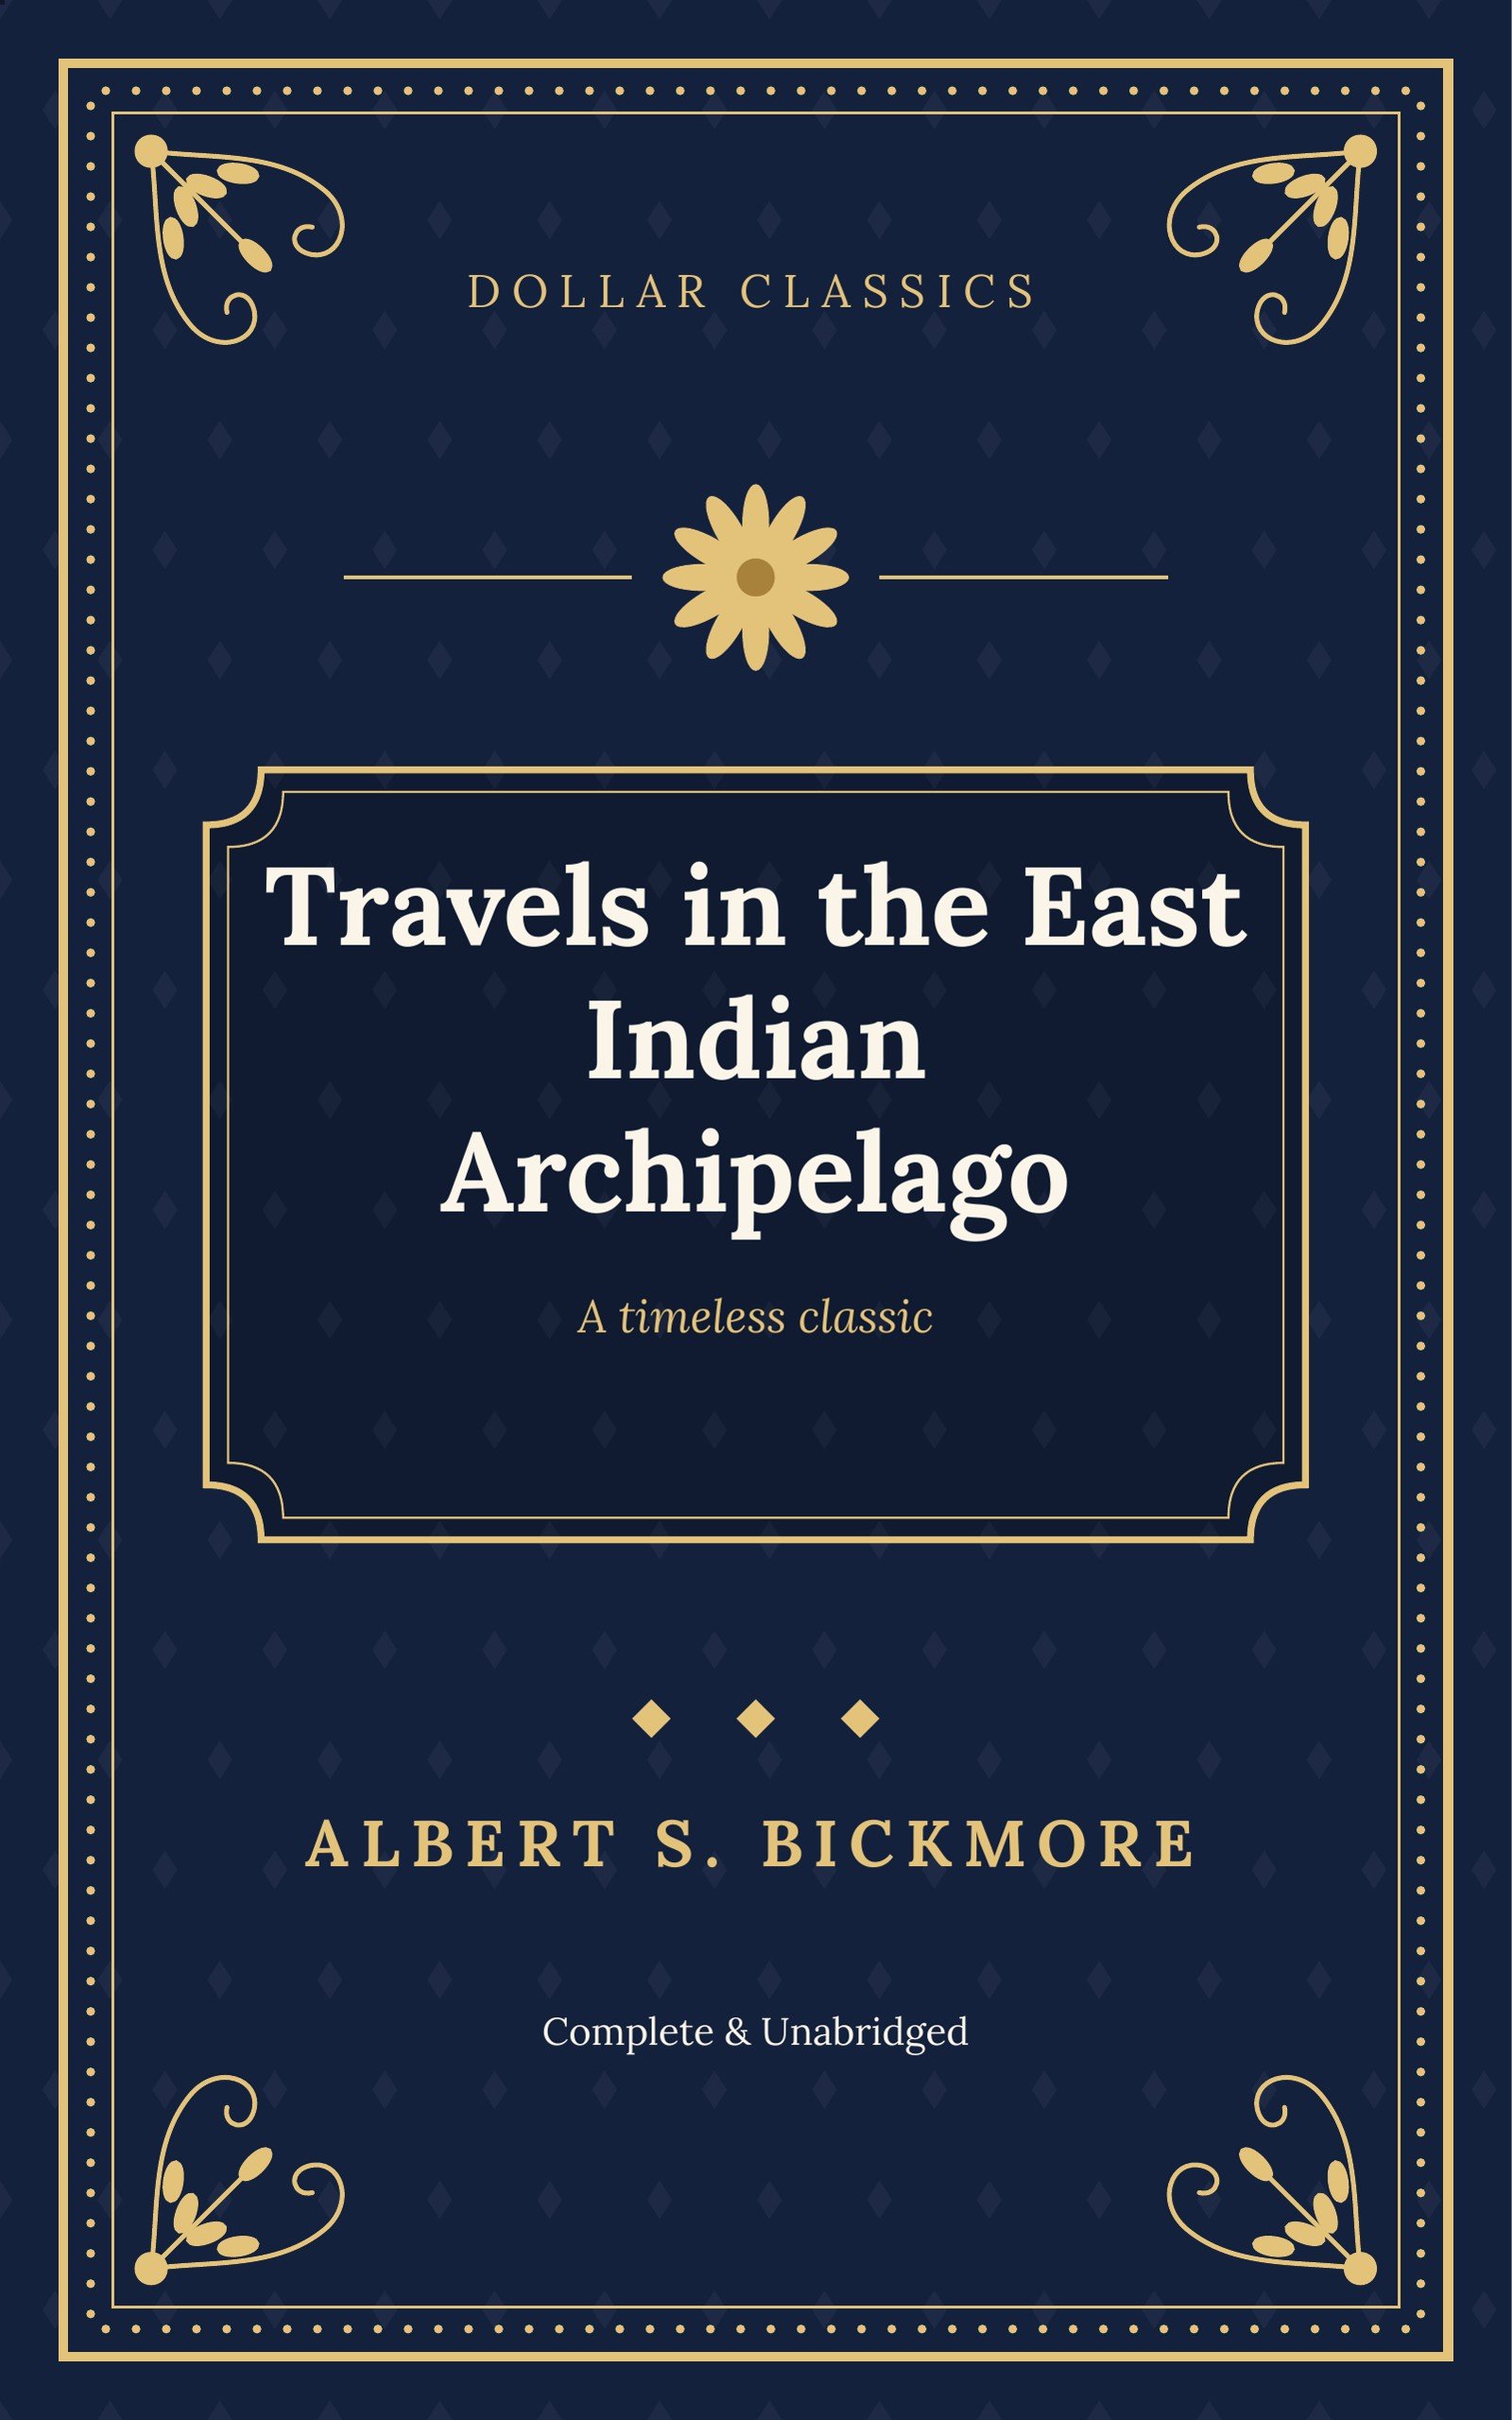 DOLLAR CLASSICS
Travels in the East
Indian
Archipelago
A timeless classic
ALBERT S. BICKMORE
Complete & Unabridged